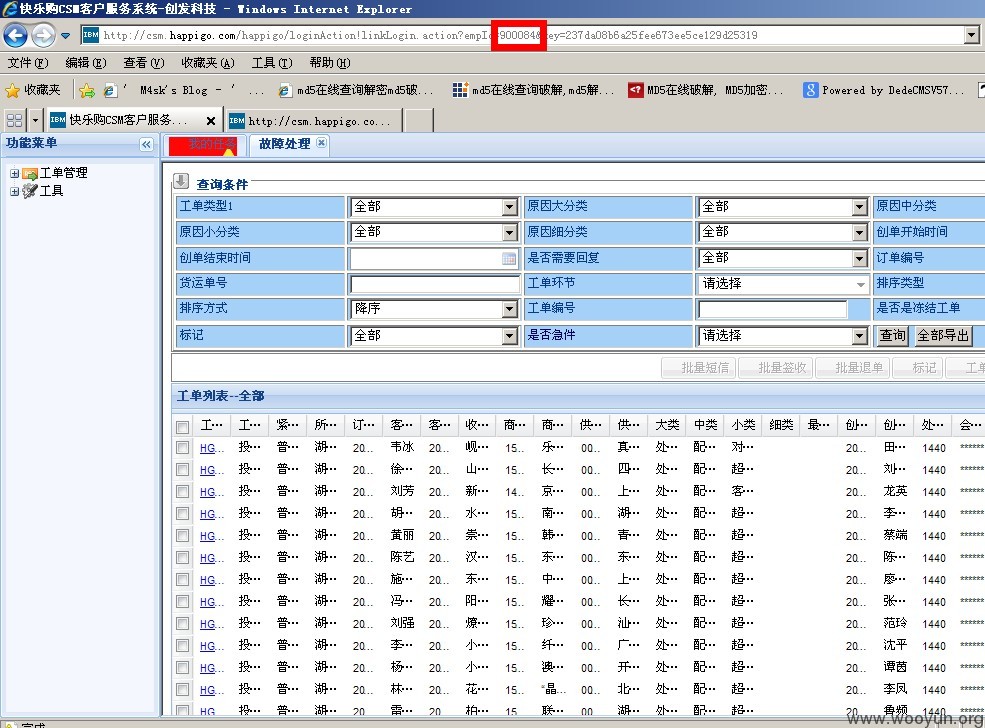 快乐购CSM客户服务系统-创发科技 - Windows Internet Explorer
http://csm.happigo.com/happigo/loginAction!linkLogin.action?empId=900084&key=237da08b6a25fee673ee5ce129d25319
文件(F) 编辑(E) 查看(V) 收藏夹(A) 工具(T) 帮助(H)
收藏夹 ' M4sk's Blog - ' ... md5在线查询解密md5破... md5在线查询破解,md5解... MD5在线破解, MD5加密... Powered by DedeCMSV57...
快乐购CSM客户服务... http://csm.happigo.co...
功能菜单 我的任务 故障处理
工单管理
工具
查询条件
工单类型1 全部 原因大分类 全部 原因中分类
原因小分类 全部 原因细分类 全部 创单开始时间
创单结束时间 是否需要回复 全部 订单编号
货运单号 工单环节 请选择 排序类型
排序方式 降序 工单编号 是否是冻结工单
标记 全部 是否急件 请选择 查询 全部导出
批量短信 批量签收 批量退单 标记 工单
工单列表--全部
工... 工... 紧... 所... 订... 客... 客... 收... 商... 商... 供... 供... 大类 中类 小类 细类 最... 创... 创... 处... 会...
HG... 投... 普... 湖... 20... 韦冰 20... 岘... 15... 乐... 00... 真... 处... 配... 对... 20... 田... 1440 ******
HG... 投... 普... 湖... 20... 徐... 20... 山... 15... 长... 00... 四... 处... 配... 超... 20... 刘... 1440 ******
HG... 投... 普... 湖... 20... 刘芳 20... 新... 14... 京... 00... 上... 处... 配... 客... 20... 龙英 1440 ******
HG... 投... 普... 湖... 20... 胡... 20... 水... 15... 南... 00... 湖... 处... 配... 超... 20... 李... 1440 ******
HG... 投... 普... 湖... 20... 黄丽 20... 崇... 15... 韩... 00... 青... 处... 配... 超... 20... 蔡端 1440 ******
HG... 投... 普... 湖... 20... 陈艺 20... 汉... 15... 东... 00... 东... 处... 配... 超... 20... 陈... 1440 ******
HG... 投... 普... 湖... 20... 施... 20... 东... 15... 中... 00... 上... 处... 配... 超... 20... 廖... 1440 ******
HG... 投... 普... 湖... 20... 冯... 20... 阳... 15... 耀... 00... 长... 处... 配... 超... 20... 张... 1440 ******
HG... 投... 普... 湖... 20... 刘强 20... 燎... 15... 珍... 00... 汕... 处... 配... 超... 20... 范玲 1440 ******
HG... 投... 普... 湖... 20... 李... 20... 小... 15... 纤... 00... 广... 处... 配... 超... 20... 沈平 1440 ******
HG... 投... 普... 湖... 20... 杨... 20... 小... 15... 澳... 00... 开... 处... 配... 超... 20... 谭茵 1440 ******
HG... 投... 普... 湖... 20... 林... 20... 花... 15... "晶... 00... 北... 处... 配... 超... 20... 李凤 1440 ******
HG... 投... 普... 湖... 20... 雷... 20... 柏... 15... 联... 00... 湖... 处... 配... 超... 20... 1440 ******
完成
www.wooyun.org